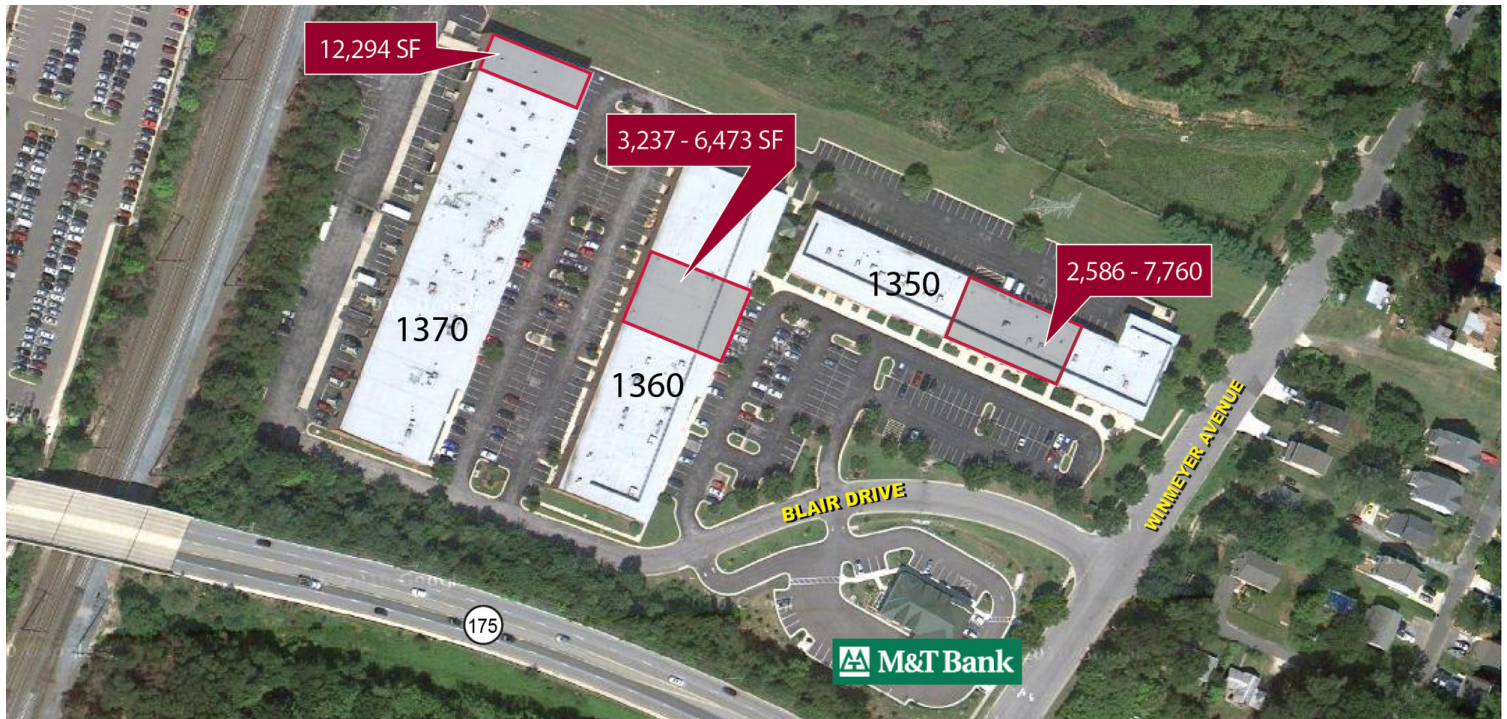 12,294 SF
3,237 - 6,473 SF
2,586 - 7,760
1350
1370
1360
WINMEYER AVENUE
BLAIR DRIVE
175
M&T Bank